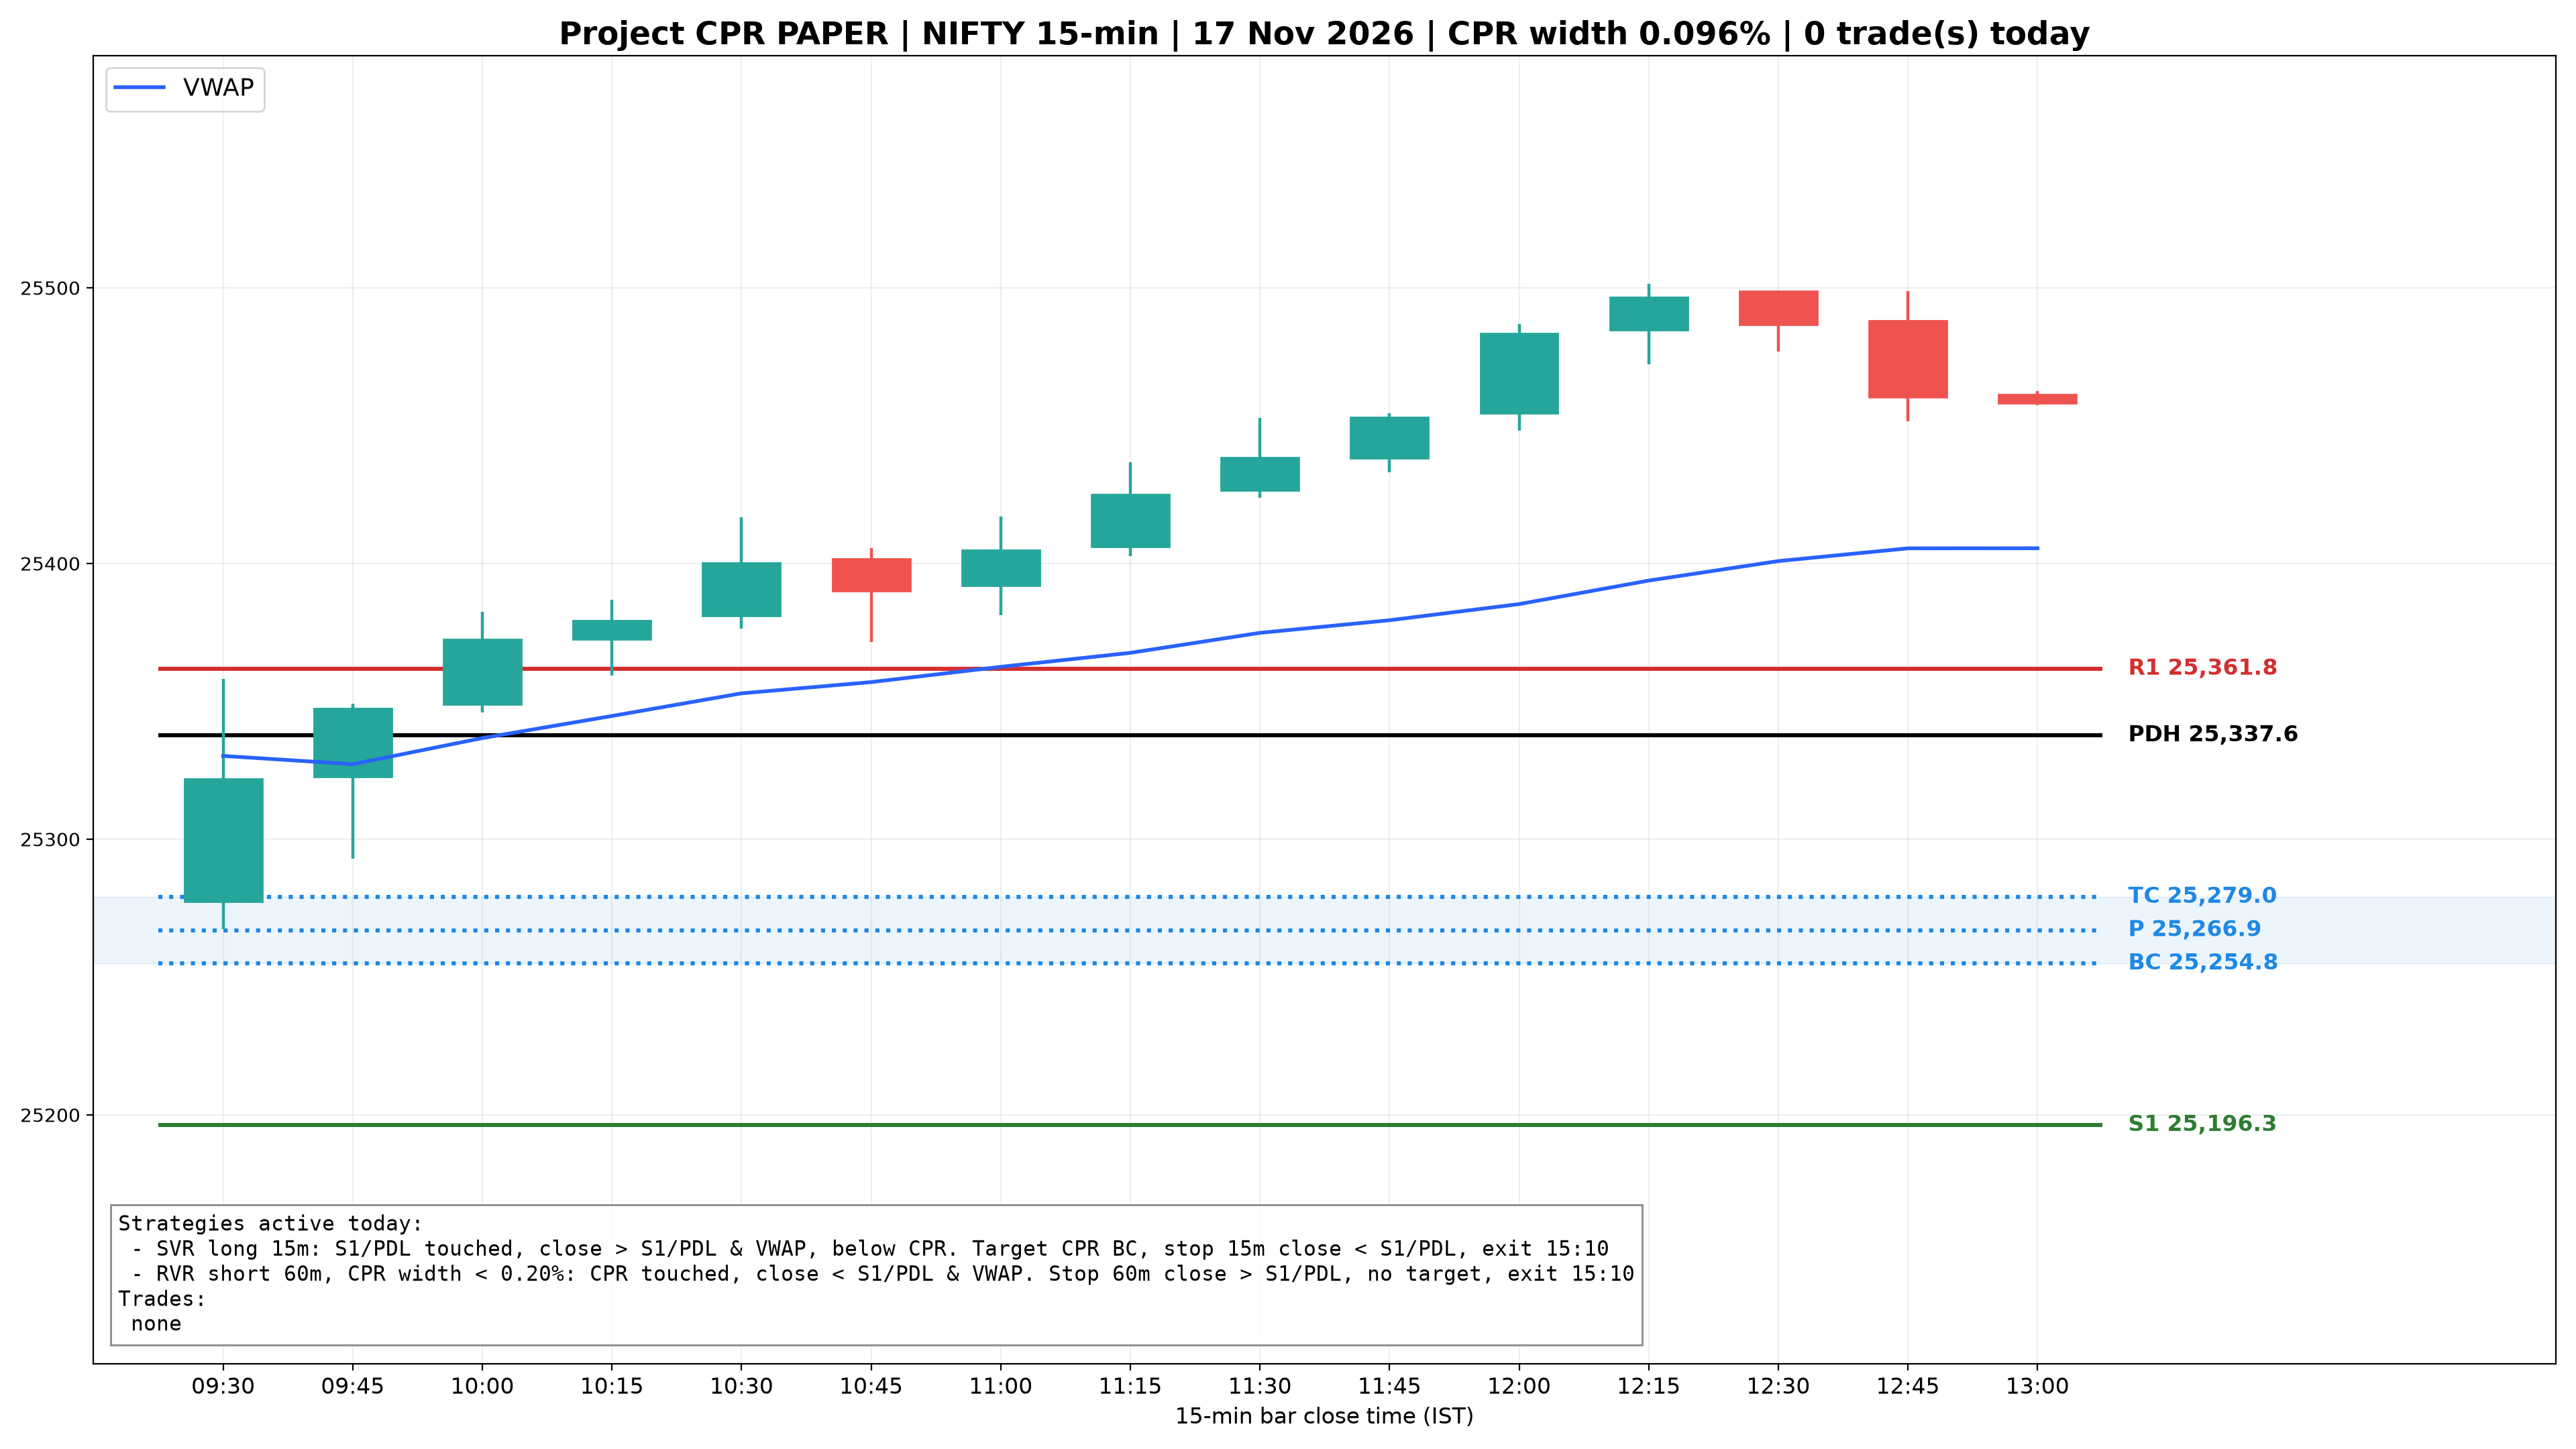 Project CPR PAPER | NIFTY 15-min | 17 Nov 2026 | CPR width 0.096% | 0 trade(s) today
VWAP
25500
25400
25300
25200
R1 25,361.8
PDH 25,337.6
TC 25,279.0
P 25,266.9
BC 25,254.8
S1 25,196.3
Strategies active today:
- SVR long 15m: S1/PDL touched, close > S1/PDL & VWAP, below CPR. Target CPR BC, stop 15m close < S1/PDL, exit 15:10
- RVR short 60m, CPR width < 0.20%: CPR touched, close < S1/PDL & VWAP. Stop 60m close > S1/PDL, no target, exit 15:10
Trades:
none
09:30 09:45 10:00 10:15 10:30 10:45 11:00 11:15 11:30 11:45 12:00 12:15 12:30 12:45 13:00
15-min bar close time (IST)